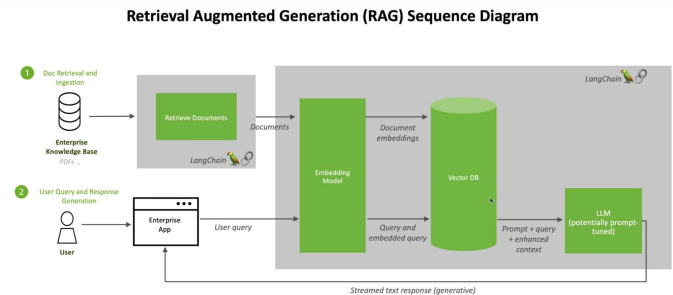 Retrieval Augmented Generation (RAG) Sequence Diagram
1
Doc Retrieval and
Ingestion
Enterprise
Knowledge Base
PDFs ...
Retrieve Documents
LangChain
Documents
Embedding
Model
Document
embeddings
Vector DB
LangChain
2
User Query and Response
Generation
User
Enterprise
App
User query
Query and
embedded query
Prompt + query
+ enhanced
context
LLM
(potentially prompt-
tuned)
Streamed text response (generative)